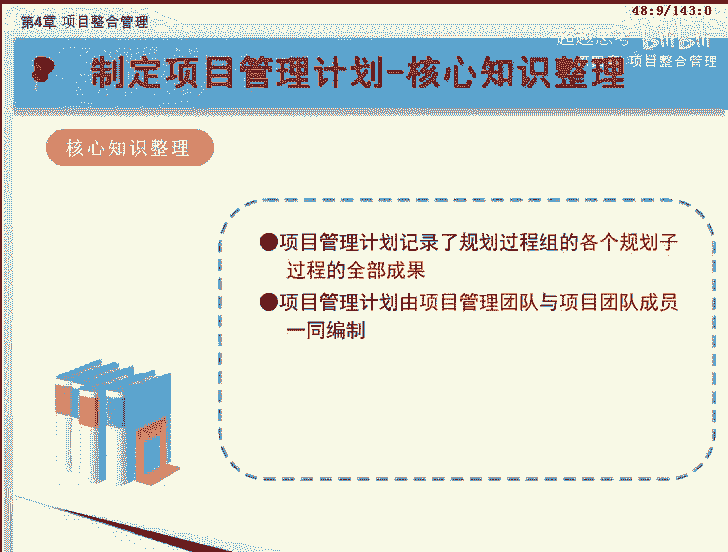 48:9/143:0
第4章 项目整合管理
bilibili
制定项目管理计划-核心知识整理
项目整合管理
核心知识整理
●项目管理计划记录了规划过程组的各个规划子
过程的全部成果
●项目管理计划由项目管理团队与项目团队成员
一同编制